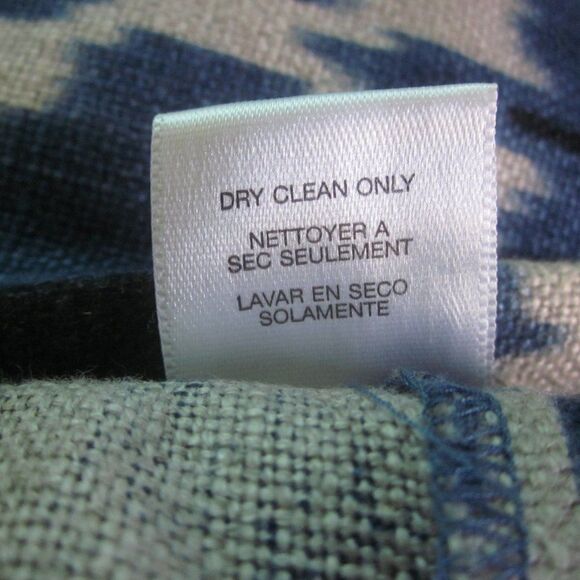 DRY CLEAN ONLY
NETTOYER A
SEC SEULEMENT
LAVAR EN SECO
SOLAMENTE